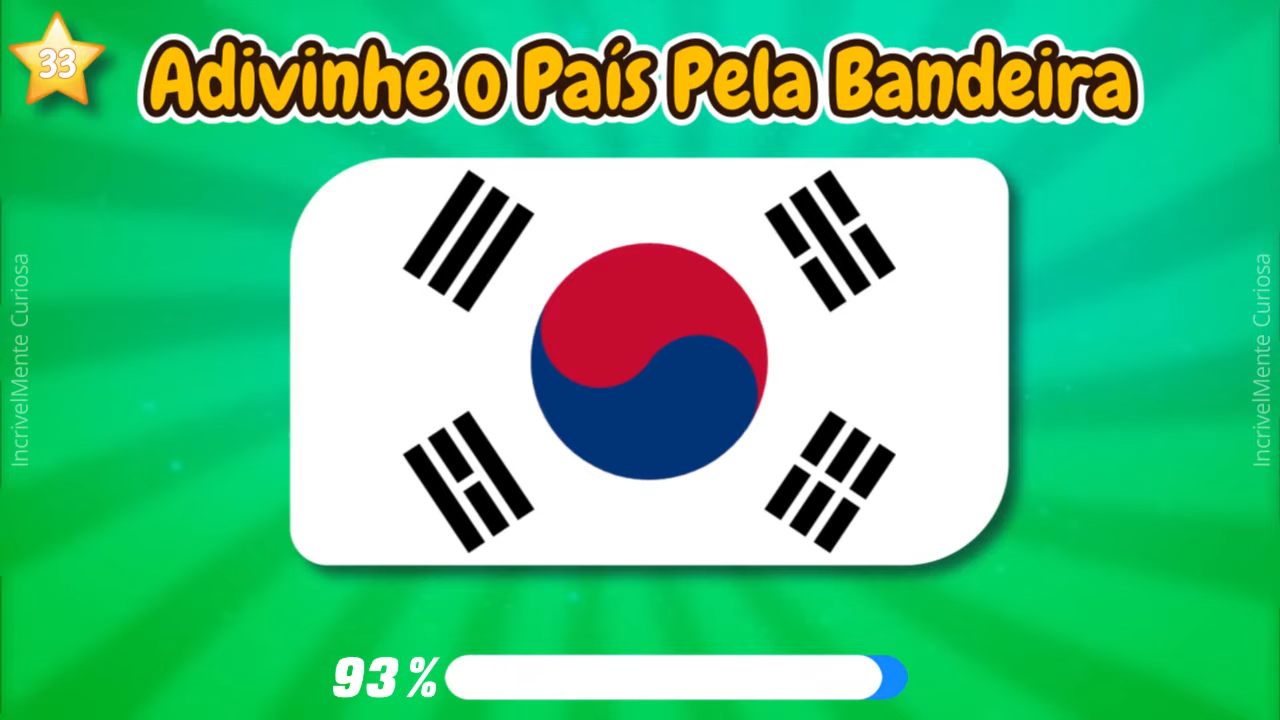 33
Adivinhe o País Pela Bandeira
IncrivelMente Curiosa
IncrivelMente Curiosa
93%